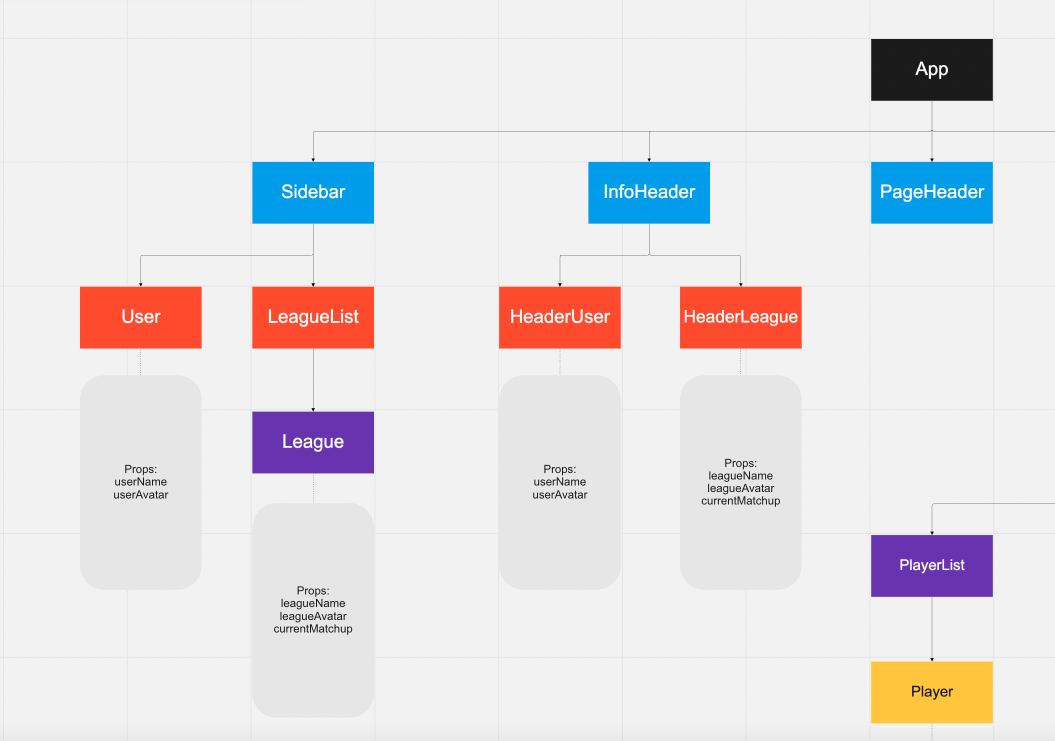 App
Sidebar
InfoHeader
PageHeader
User
LeagueList
HeaderUser
HeaderLeague
Props:
userName
userAvatar
League
Props:
leagueName
leagueAvatar
currentMatchup
Props:
userName
userAvatar
Props:
leagueName
leagueAvatar
currentMatchup
PlayerList
Player